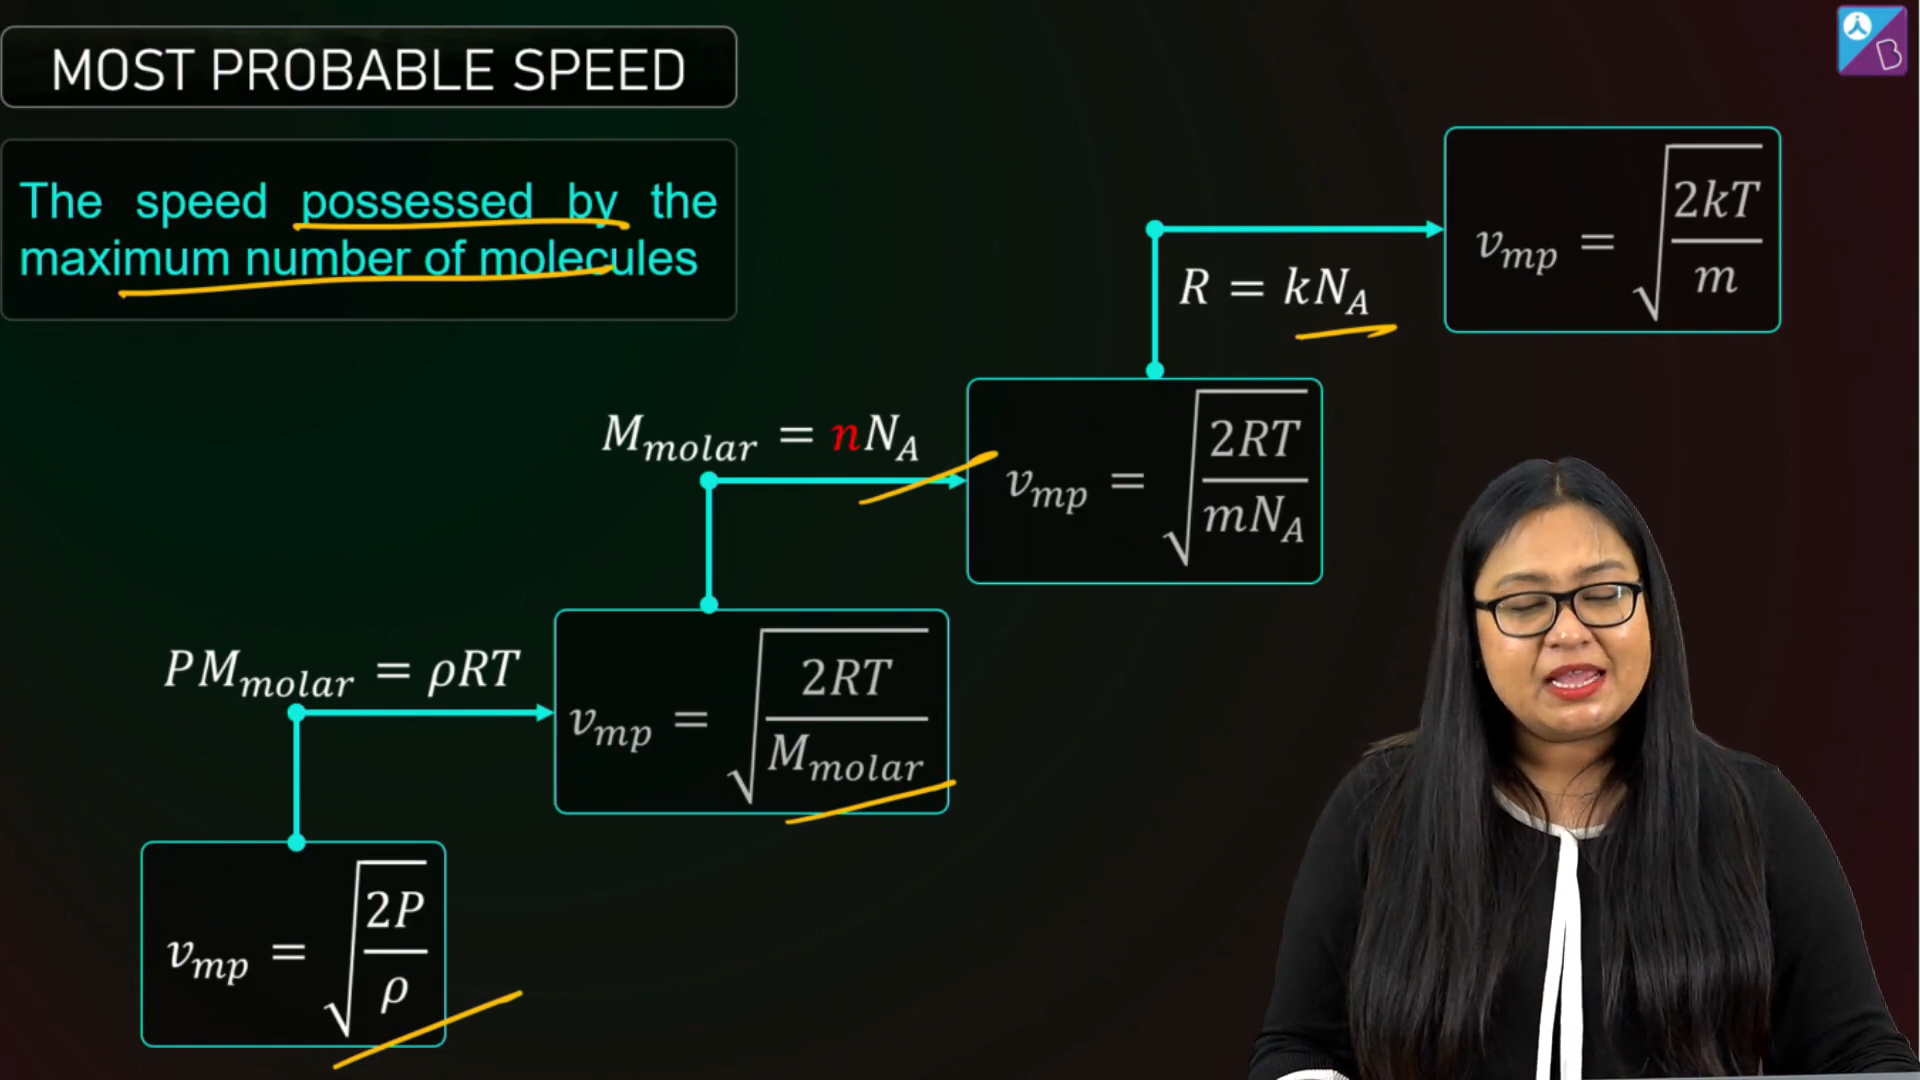 MOST PROBABLE SPEED
The speed possessed by the
maximum number of molecules
v_mp = √(2kT/m)
R = kN_A
M_molar = nN_A
v_mp = √(2RT/mN_A)
PM_molar = ρRT
v_mp = √(2RT/M_molar)
v_mp = √(2P/ρ)
B